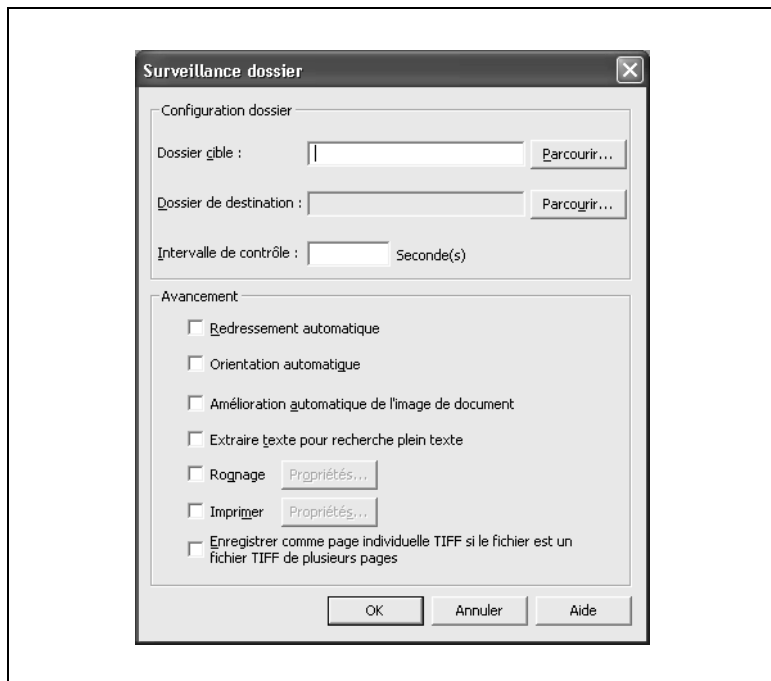 Surveillance dossier
Configuration dossier
Dossier cible :
Parcourir...
Dossier de destination :
Parcourir...
Intervalle de contrôle :
Seconde(s)
Avancement
Redressement automatique
Orientation automatique
Amélioration automatique de l'image de document
Extraire texte pour recherche plein texte
Rognage
Propriétés...
Imprimer
Propriétés...
Enregistrer comme page individuelle TIFF si le fichier est un
fichier TIFF de plusieurs pages
OK
Annuler
Aide